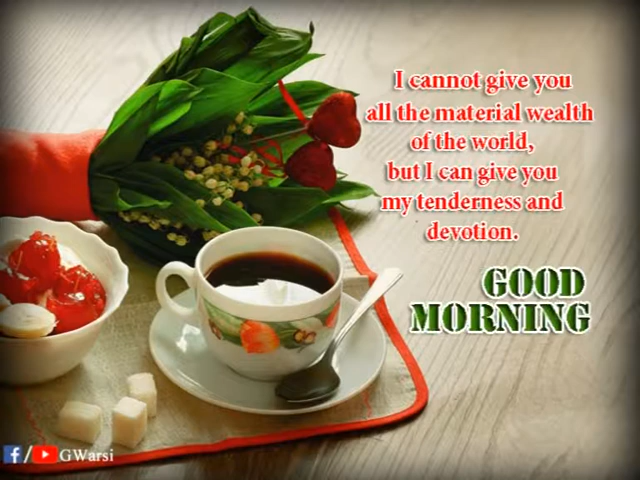 I cannot give you
all the material wealth
of the world,
but I can give you
my tenderness and
devotion.
GOOD
MORNING
f/ GWarsi